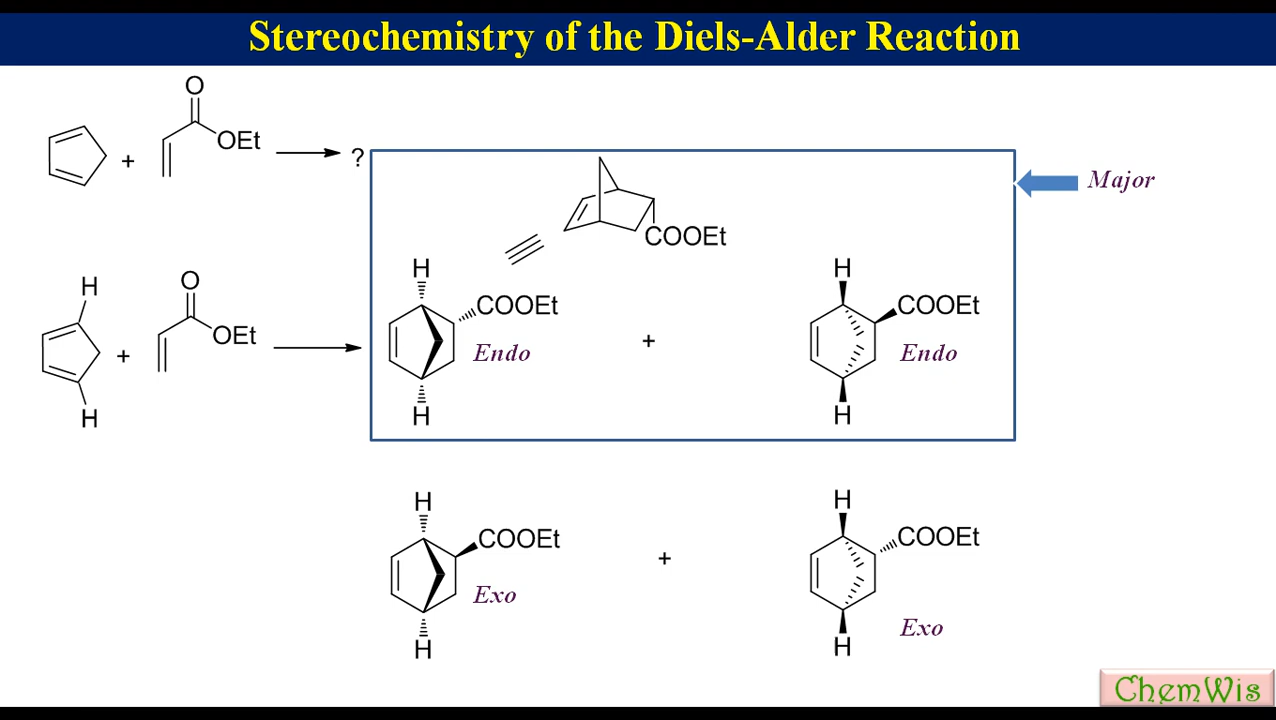 Stereochemistry of the Diels-Alder Reaction
O
OEt
+
?
Major
COOEt
H
H
O
OEt
+
H
H
COOEt
Endo
H
+
H
COOEt
Endo
H
H
COOEt
Exo
H
+
H
COOEt
Exo
H
ChemWis